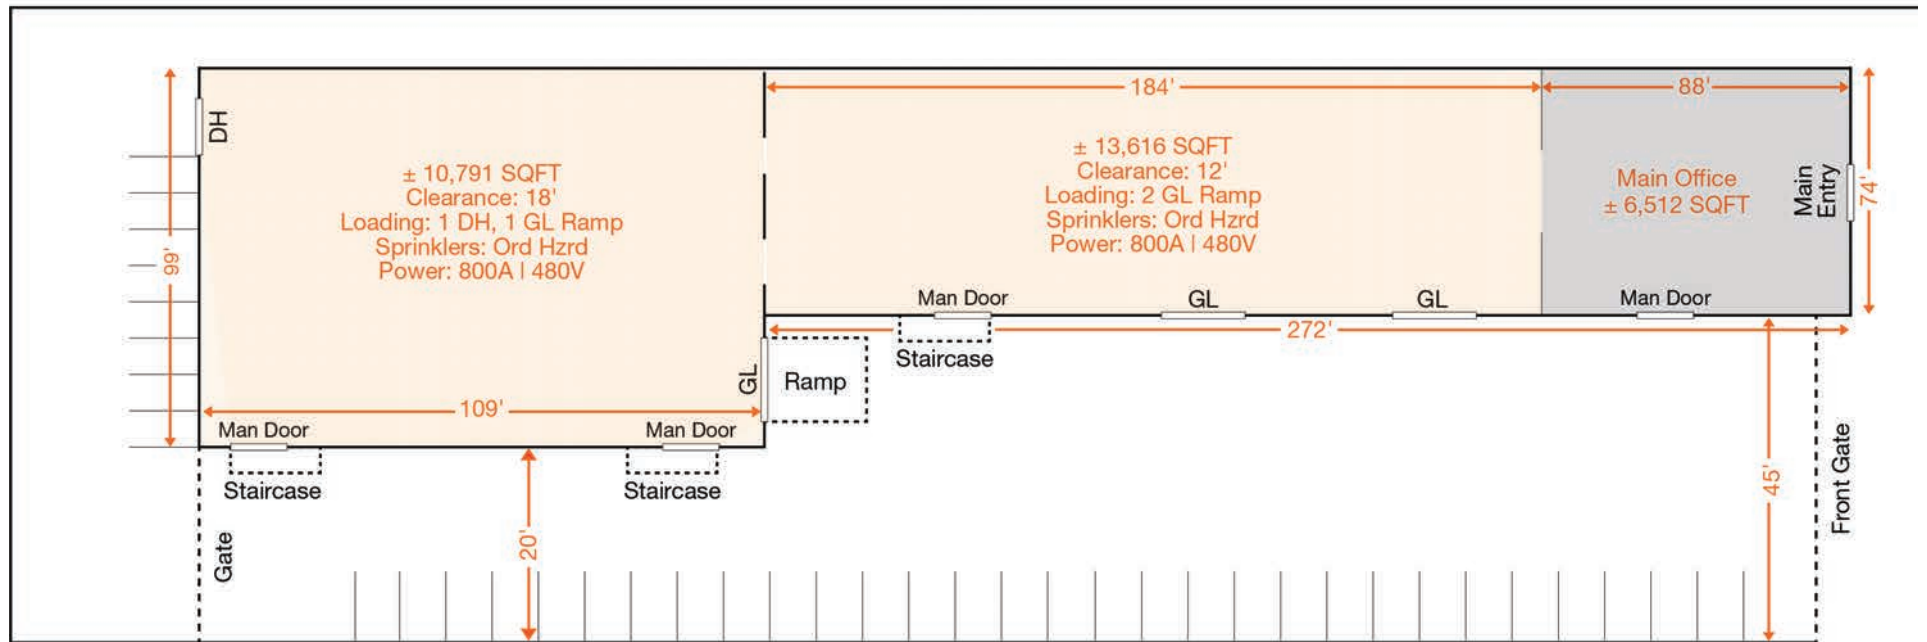 184'
88'
DH
± 10,791 SQFT
Clearance: 18'
Loading: 1 DH, 1 GL Ramp
Sprinklers: Ord Hzrd
Power: 800A | 480V
± 13,616 SQFT
Clearance: 12'
Loading: 2 GL Ramp
Sprinklers: Ord Hzrd
Power: 800A | 480V
Main Office
± 6,512 SQFT
Main
Entry
74'
99'
Man Door
GL
GL
Man Door
272'
Staircase
GL
Ramp
109'
Man Door
Man Door
Staircase
Staircase
Gate
20'
45'
Front Gate